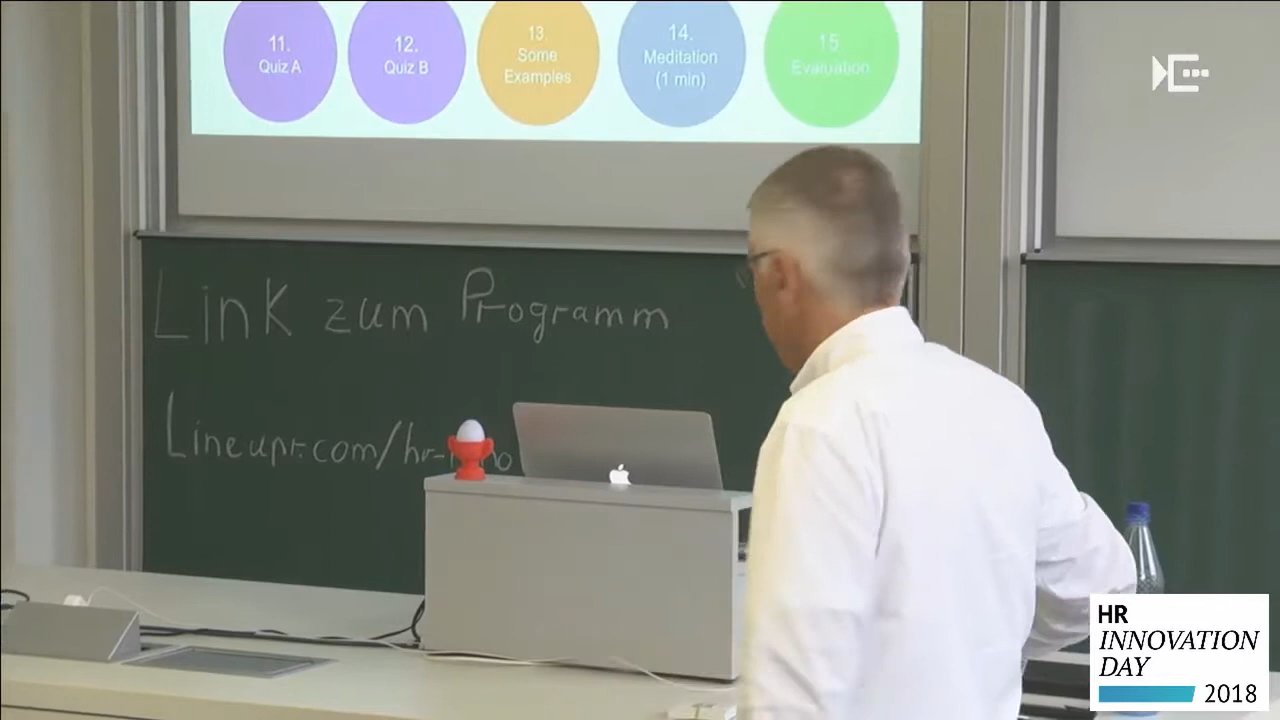 11.
Quiz A
12.
Quiz B
13.
Some
Examples
14.
Meditation
(1 min)
15
Evaluation
Link zum Programm
Lineupr.com/hr-
HR
INNOVATION
DAY
2018